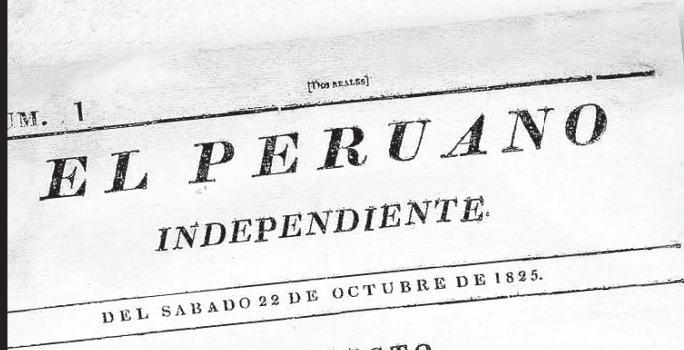 [Dos reales]
UM. 1
EL PERUANO
INDEPENDIENTE.
DEL SABADO 22 DE OCTUBRE DE 1825.